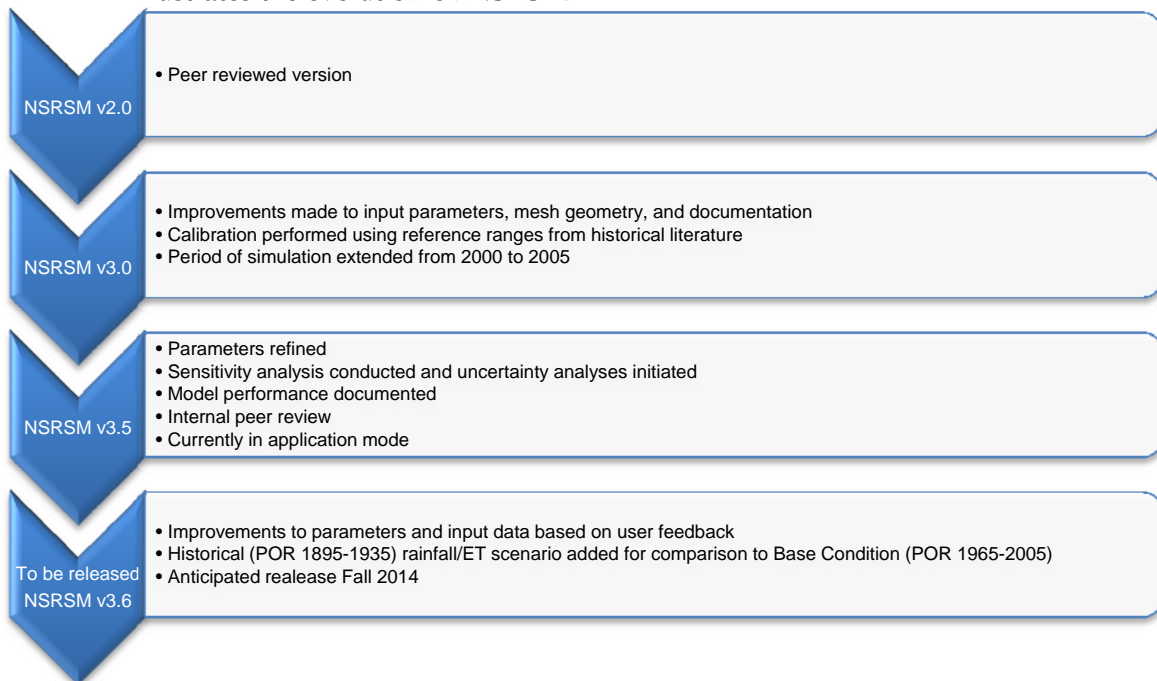 NSRSM v2.0
• Peer reviewed version
NSRSM v3.0
• Improvements made to input parameters, mesh geometry, and documentation
• Calibration performed using reference ranges from historical literature
• Period of simulation extended from 2000 to 2005
NSRSM v3.5
• Parameters refined
• Sensitivity analysis conducted and uncertainty analyses initiated
• Model performance documented
• Internal peer review
• Currently in application mode
To be released
NSRSM v3.6
• Improvements to parameters and input data based on user feedback
• Historical (POR 1895-1935) rainfall/ET scenario added for comparison to Base Condition (POR 1965-2005)
• Anticipated realease Fall 2014